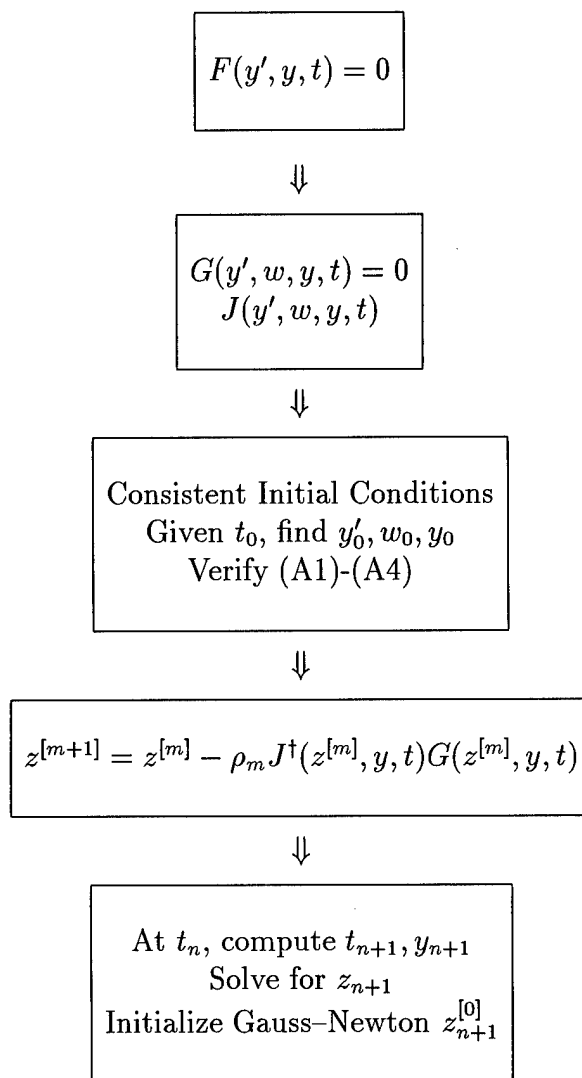 F(y′, y, t) = 0
⇓
G(y′, w, y, t) = 0
J(y′, w, y, t)
⇓
Consistent Initial Conditions
Given t₀, find y′₀, w₀, y₀
Verify (A1)-(A4)
⇓
z^{[m+1]} = z^{[m]} − ρ_m J^†(z^{[m]}, y, t)G(z^{[m]}, y, t)
⇓
At t_n, compute t_{n+1}, y_{n+1}
Solve for z_{n+1}
Initialize Gauss–Newton z_{n+1}^{[0]}